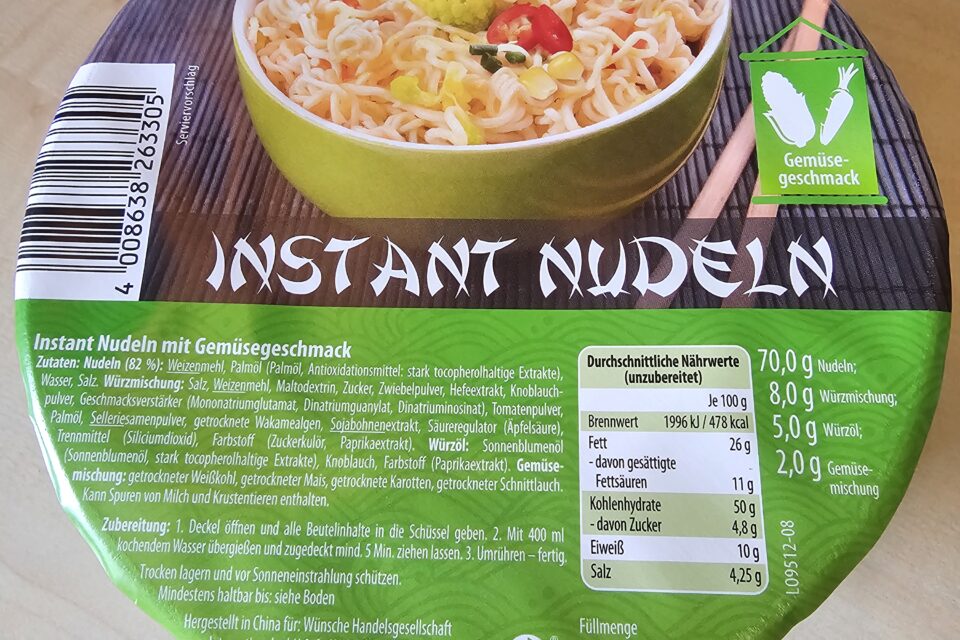 Serviervorschlag
4 008638 263305
Gemüse-
geschmack
INSTANT NUDELN
Instant Nudeln mit Gemüsegeschmack
Zutaten: Nudeln (82 %): Weizenmehl, Palmöl (Palmöl, Antioxidationsmittel: stark tocopherolhaltige Extrakte),
Wasser, Salz. Würzmischung: Salz, Weizenmehl, Maltodextrin, Zucker, Zwiebelpulver, Hefeextrakt, Knoblauch-
pulver, Geschmacksverstärker (Mononatriumglutamat, Dinatriumguanylat, Dinatriuminosinat), Tomatenpulver,
Palmöl, Selleriesamenpulver, getrocknete Wakamealgen, Sojabohnenextrakt, Säureregulator (Äpfelsäure),
Trennmittel (Siliciumdioxid), Farbstoff (Zuckerkulör, Paprikaextrakt). Würzöl: Sonnenblumenöl
(Sonnenblumenöl, stark tocopherolhaltige Extrakte), Knoblauch, Farbstoff (Paprikaextrakt). Gemüse-
mischung: getrockneter Weißkohl, getrockneter Mais, getrocknete Karotten, getrockneter Schnittlauch.
Kann Spuren von Milch und Krustentieren enthalten.
Zubereitung: 1. Deckel öffnen und alle Beutelinhalte in die Schüssel geben. 2. Mit 400 ml
kochendem Wasser übergießen und zugedeckt mind. 5 Min. ziehen lassen. 3. Umrühren – fertig.
Trocken lagern und vor Sonneneinstrahlung schützen.
Mindestens haltbar bis: siehe Boden
Hergestellt in China für: Wünsche Handelsgesellschaft
Durchschnittliche Nährwerte
(unzubereitet)
Je 100 g
Brennwert 1996 kJ / 478 kcal
Fett 26 g
- davon gesättigte
Fettsäuren 11 g
Kohlenhydrate 50 g
- davon Zucker 4,8 g
Eiweiß 10 g
Salz 4,25 g
70,0 g Nudeln;
8,0 g Würzmischung;
5,0 g Würzöl;
2,0 g Gemüse-
mischung
L09512-08
Füllmenge